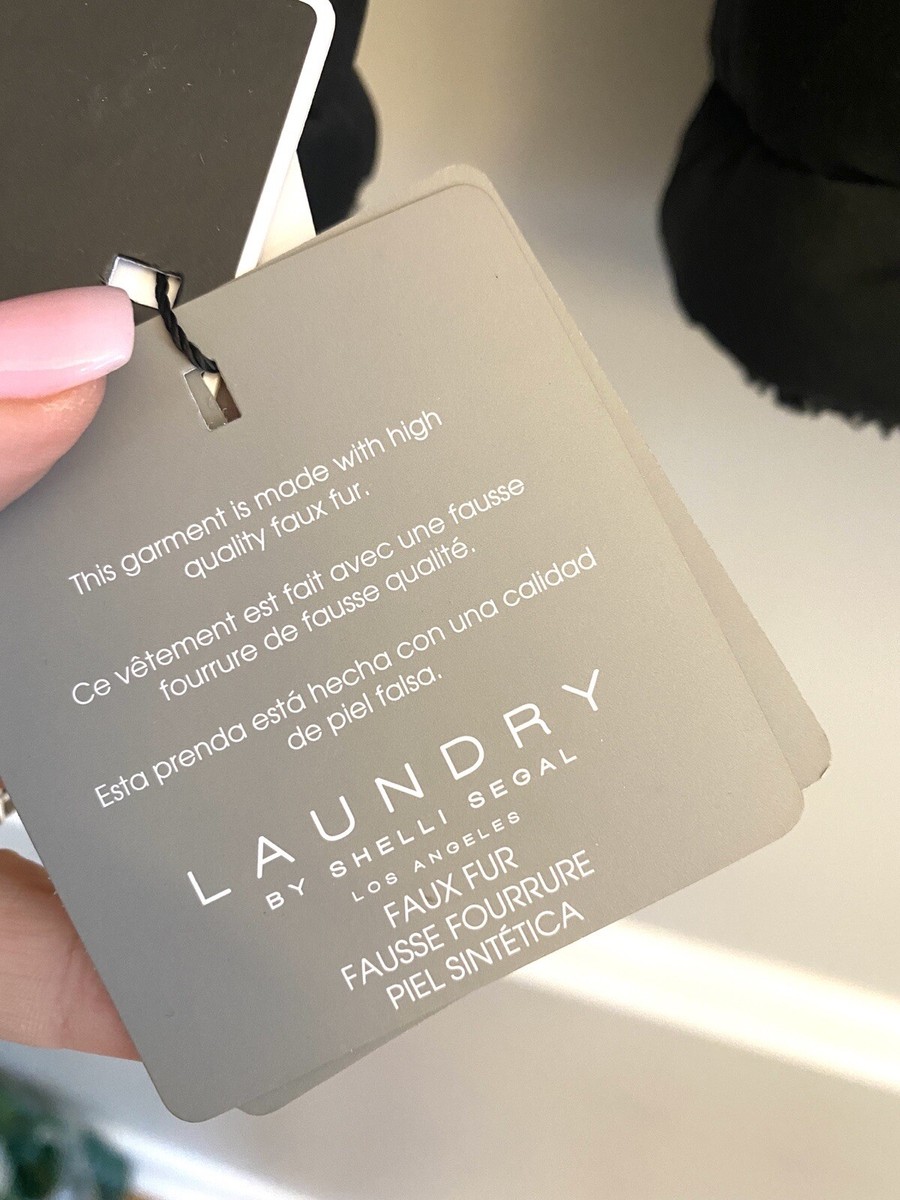 This garment is made with high
quality faux fur.
Ce vêtement est fait avec une fausse
fourrure de fausse qualité.
Esta prenda está hecha con una calidad
de piel falsa.
LAUNDRY
BY SHELLI SEGAL
LOS ANGELES
FAUX FUR
FAUSSE FOURRURE
PIEL SINTÉTICA